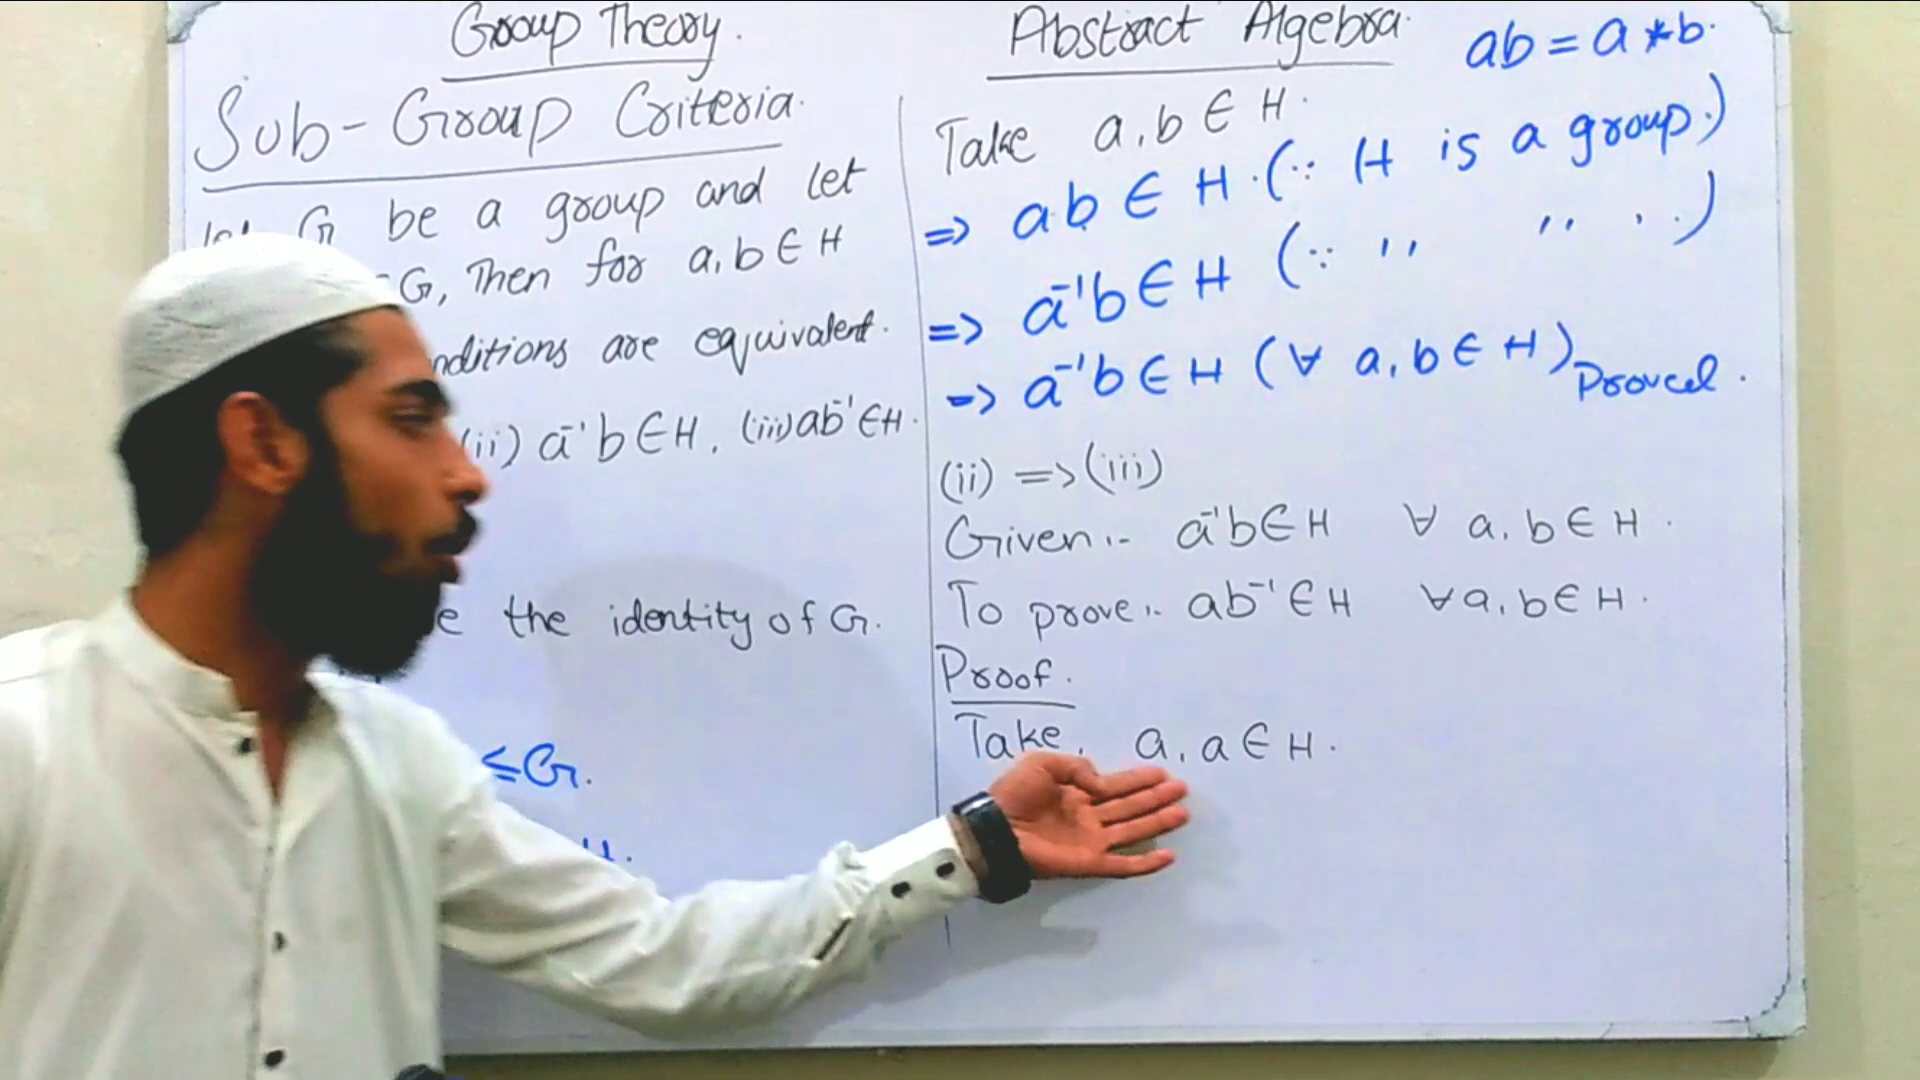 Group Theory.
Sub-Group Criteria.
Let G be a group and let
G, Then for a, b ∈ H
nditions are equivalent.
(ii) a⁻¹b ∈ H, (iii) ab⁻¹ ∈ H.
e the identity of G.
≤ G.
H.
Abstract Algebra.
ab = a * b.
Take a, b ∈ H.
=> ab ∈ H. (∵ H is a group.)
=> a⁻¹b ∈ H (∵ " " " )
=> a⁻¹b ∈ H (∀ a, b ∈ H) Proved.
(ii) => (iii)
Given:- a⁻¹b ∈ H ∀ a, b ∈ H.
To prove:- ab⁻¹ ∈ H ∀ a, b ∈ H.
Proof.
Take, a, a ∈ H.